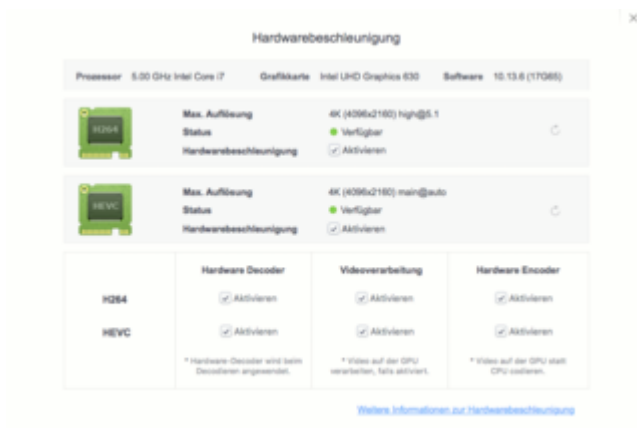 Hardwarebeschleunigung
Prozessor 5.00 GHz Intel Core i7 Grafikkarte Intel UHD Graphics 630 Software 10.13.6 (17G65)
H264
Max. Auflösung 4K (4096x2160) high@5.1
Status Verfügbar
Hardwarebeschleunigung Aktivieren
HEVC
Max. Auflösung 4K (4096x2160) main@auto
Status Verfügbar
Hardwarebeschleunigung Aktivieren
Hardware Decoder Videoverarbeitung Hardware Encoder
H264 Aktivieren Aktivieren Aktivieren
HEVC Aktivieren Aktivieren Aktivieren
* Hardware-Decoder wird beim * Video auf der GPU * Video auf der GPU statt
Decodieren angewendet. verarbeiten, falls aktiviert. CPU codieren.
Weitere Informationen zur Hardwarebeschleunigung